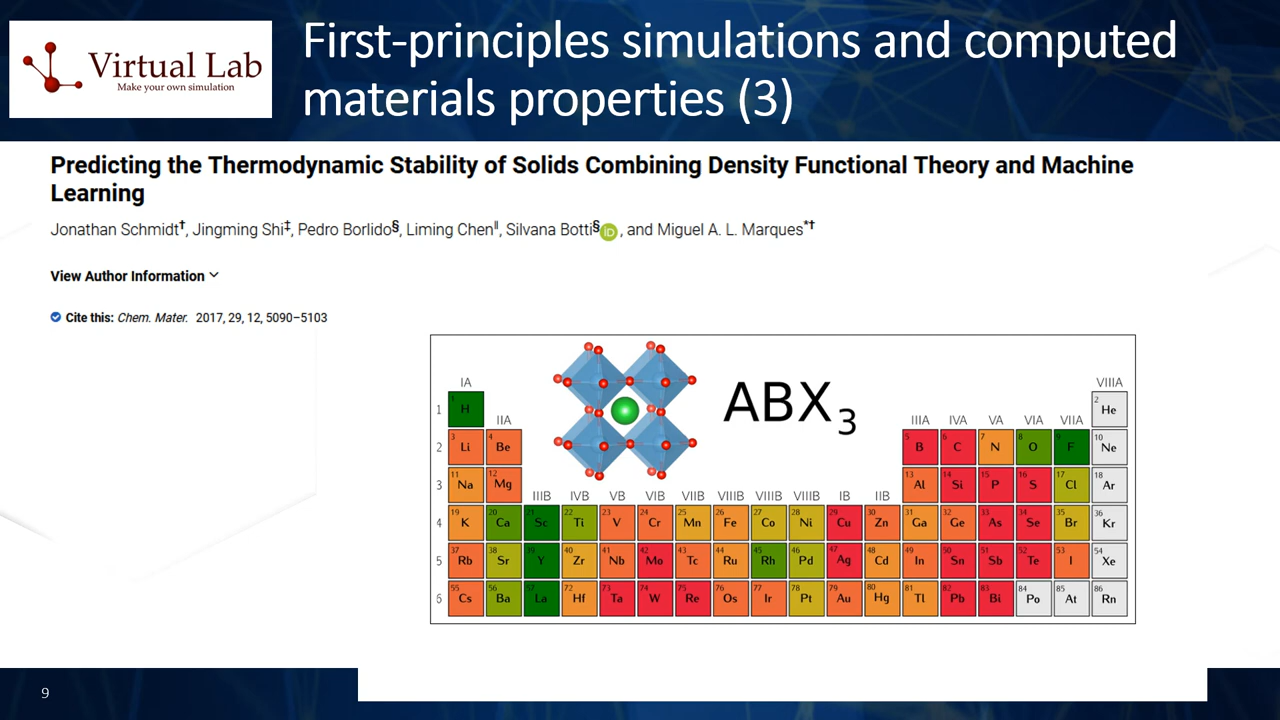 Virtual Lab
Make your own simulation
First-principles simulations and computed
materials properties (3)
Predicting the Thermodynamic Stability of Solids Combining Density Functional Theory and Machine
Learning
Jonathan Schmidt†, Jingming Shi‡, Pedro Borlido§, Liming Chen∥, Silvana Botti§ iD, and Miguel A. L. Marques*†
View Author Information
Cite this: Chem. Mater. 2017, 29, 12, 5090–5103
ABX3
IA VIIIA
1 1 H 2 He
IIA IIIA IVA VA VIA VIIA
2 3 Li 4 Be 5 B 6 C 7 N 8 O 9 F 10 Ne
3 11 Na 12 Mg 13 Al 14 Si 15 P 16 S 17 Cl 18 Ar
IIIB IVB VB VIB VIIB VIIIB VIIIB VIIIB IB IIB
4 19 K 20 Ca 21 Sc 22 Ti 23 V 24 Cr 25 Mn 26 Fe 27 Co 28 Ni 29 Cu 30 Zn 31 Ga 32 Ge 33 As 34 Se 35 Br 36 Kr
5 37 Rb 38 Sr 39 Y 40 Zr 41 Nb 42 Mo 43 Tc 44 Ru 45 Rh 46 Pd 47 Ag 48 Cd 49 In 50 Sn 51 Sb 52 Te 53 I 54 Xe
6 55 Cs 56 Ba 57 La 72 Hf 73 Ta 74 W 75 Re 76 Os 77 Ir 78 Pt 79 Au 80 Hg 81 Tl 82 Pb 83 Bi 84 Po 85 At 86 Rn
9